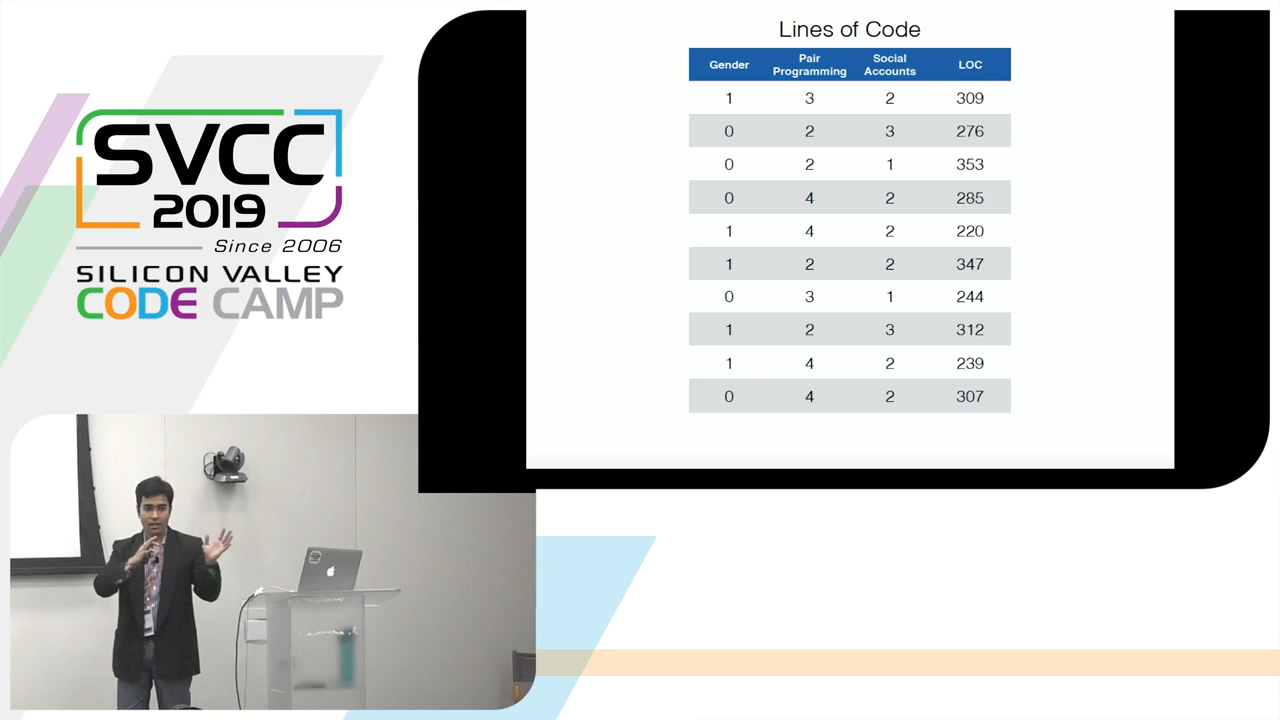 SVCC
2019
Since 2006
SILICON VALLEY
CODE CAMP
Lines of Code
Gender Pair Programming Social Accounts LOC
1 3 2 309
0 2 3 276
0 2 1 353
0 4 2 285
1 4 2 220
1 2 2 347
0 3 1 244
1 2 3 312
1 4 2 239
0 4 2 307